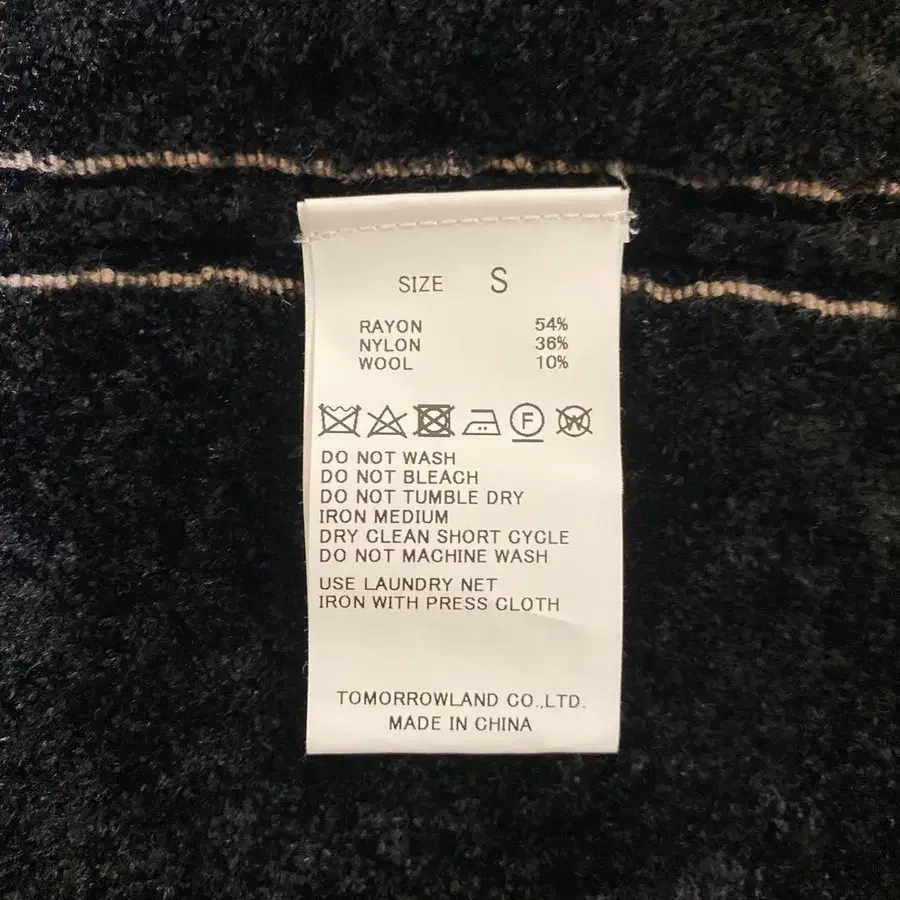 SIZE S
RAYON 54%
NYLON 36%
WOOL 10%
F W
DO NOT WASH
DO NOT BLEACH
DO NOT TUMBLE DRY
IRON MEDIUM
DRY CLEAN SHORT CYCLE
DO NOT MACHINE WASH
USE LAUNDRY NET
IRON WITH PRESS CLOTH
TOMORROWLAND CO.,LTD.
MADE IN CHINA